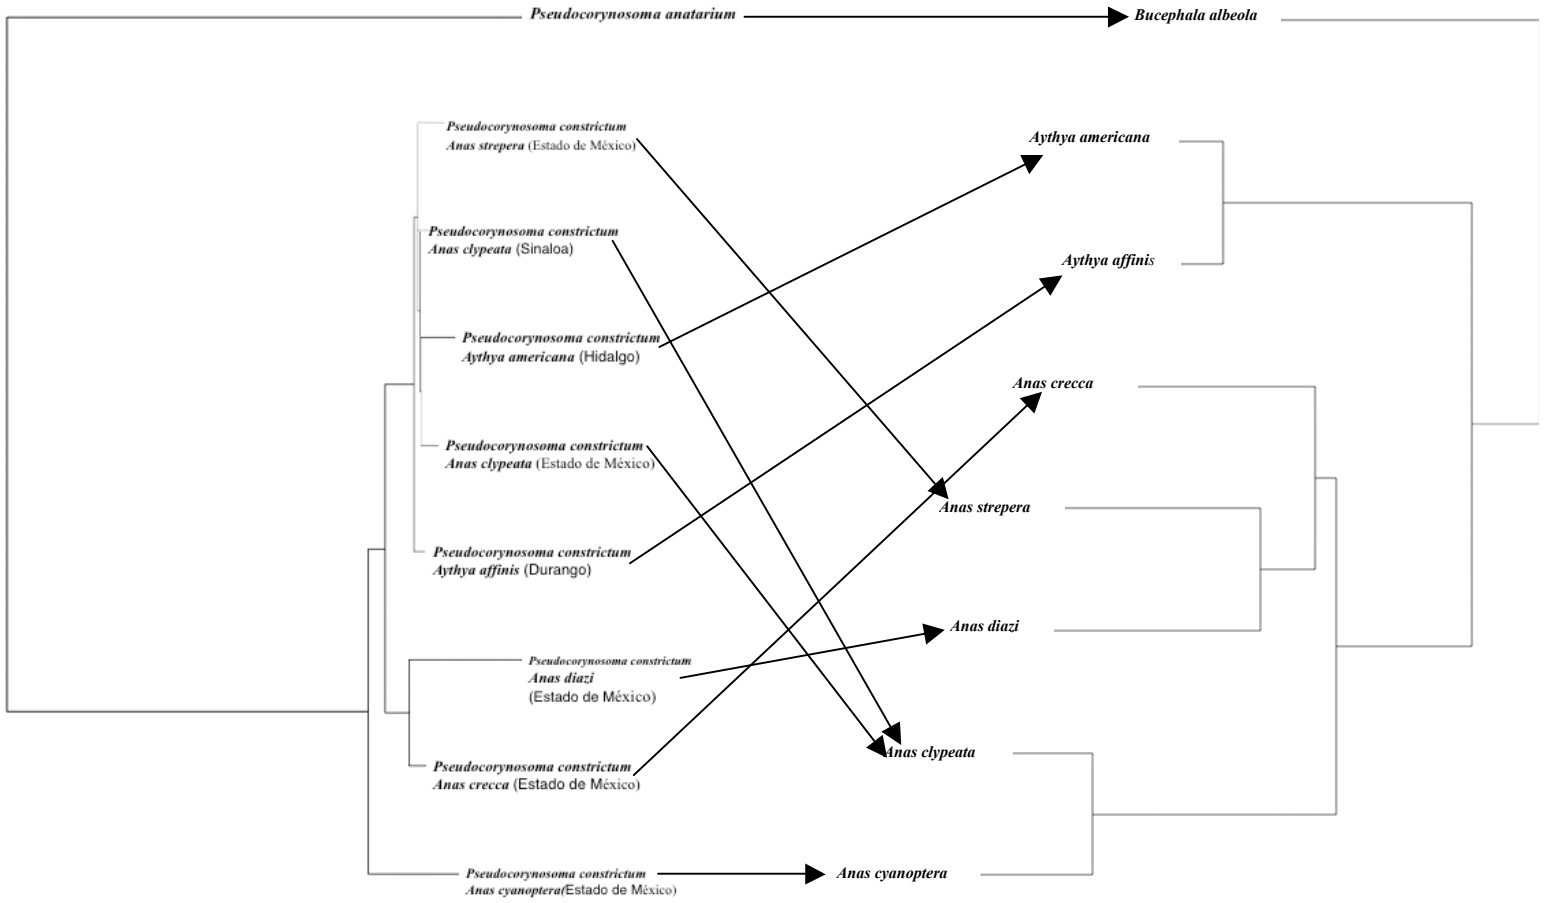 Pseudocorynosoma anatarium
Bucephala albeola
Pseudocorynosoma constrictum
Anas strepera (Estado de México)
Aythya americana
Pseudocorynosoma constrictum
Anas clypeata (Sinaloa)
Aythya affinis
Pseudocorynosoma constrictum
Aythya americana (Hidalgo)
Anas crecca
Pseudocorynosoma constrictum
Anas clypeata (Estado de México)
Anas strepera
Pseudocorynosoma constrictum
Aythya affinis (Durango)
Anas diazi
Pseudocorynosoma constrictum
Anas diazi
(Estado de México)
Anas clypeata
Pseudocorynosoma constrictum
Anas crecca (Estado de México)
Pseudocorynosoma constrictum
Anas cyanoptera(Estado de México)
Anas cyanoptera